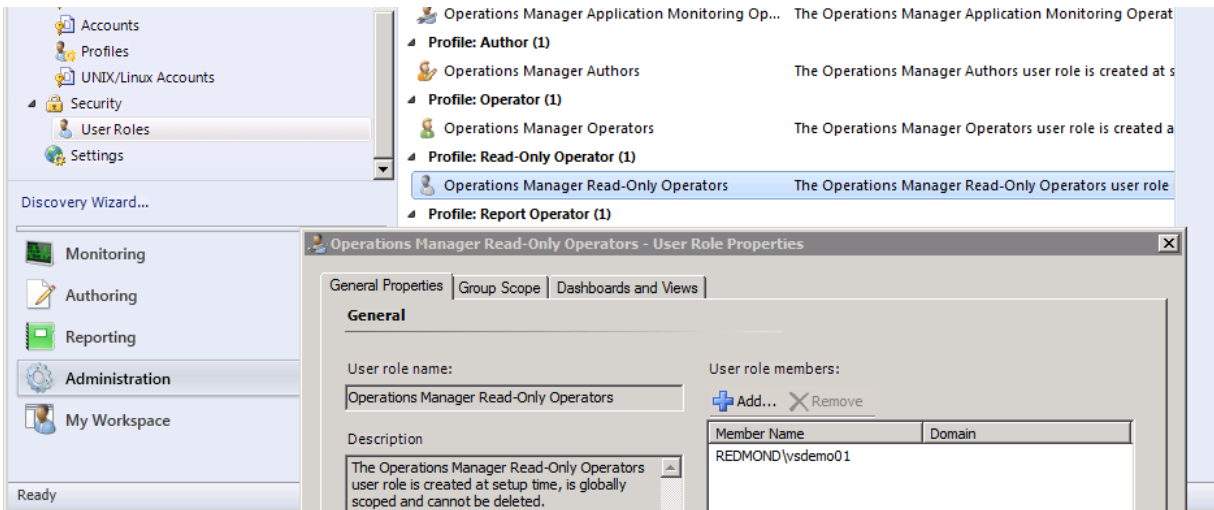 Accounts
Profiles
UNIX/Linux Accounts
Security
User Roles
Settings
Discovery Wizard...
Monitoring
Authoring
Reporting
Administration
My Workspace
Ready
Operations Manager Application Monitoring Op... The Operations Manager Application Monitoring Operat
Profile: Author (1)
Operations Manager Authors The Operations Manager Authors user role is created at s
Profile: Operator (1)
Operations Manager Operators The Operations Manager Operators user role is created a
Profile: Read-Only Operator (1)
Operations Manager Read-Only Operators The Operations Manager Read-Only Operators user role
Profile: Report Operator (1)
Operations Manager Read-Only Operators - User Role Properties
General Properties Group Scope Dashboards and Views
General
User role name:
Operations Manager Read-Only Operators
Description
The Operations Manager Read-Only Operators
user role is created at setup time, is globally
scoped and cannot be deleted.
User role members:
Add... Remove
Member Name Domain
REDMOND\vsdemo01